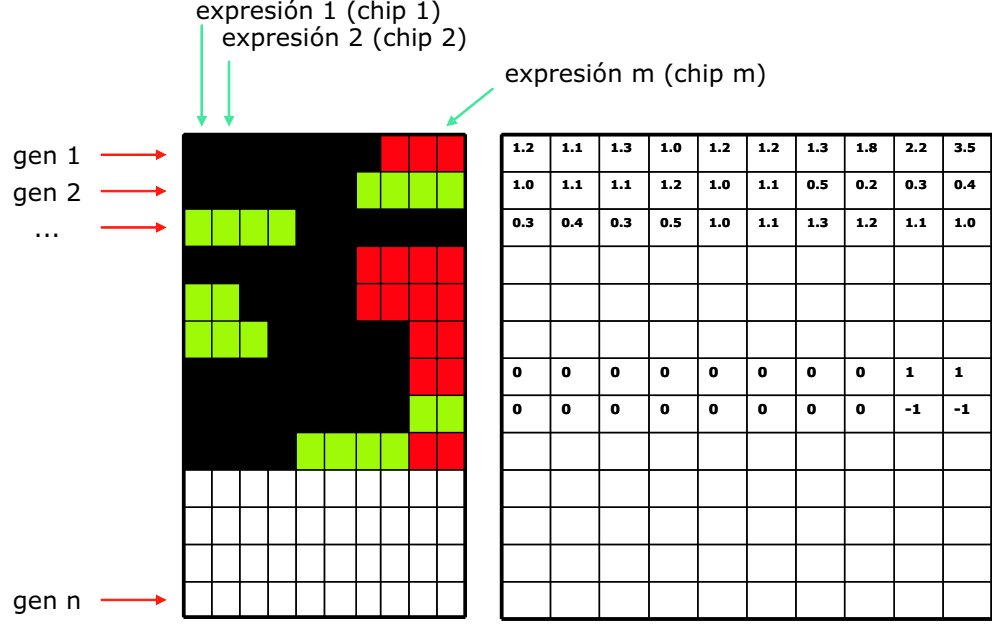 expresión 1 (chip 1)
expresión 2 (chip 2)
expresión m (chip m)
gen 1
gen 2
...
gen n
1.2 1.1 1.3 1.0 1.2 1.2 1.3 1.8 2.2 3.5
1.0 1.1 1.1 1.2 1.0 1.1 0.5 0.2 0.3 0.4
0.3 0.4 0.3 0.5 1.0 1.1 1.3 1.2 1.1 1.0
0 0 0 0 0 0 0 0 1 1
0 0 0 0 0 0 0 0 -1 -1